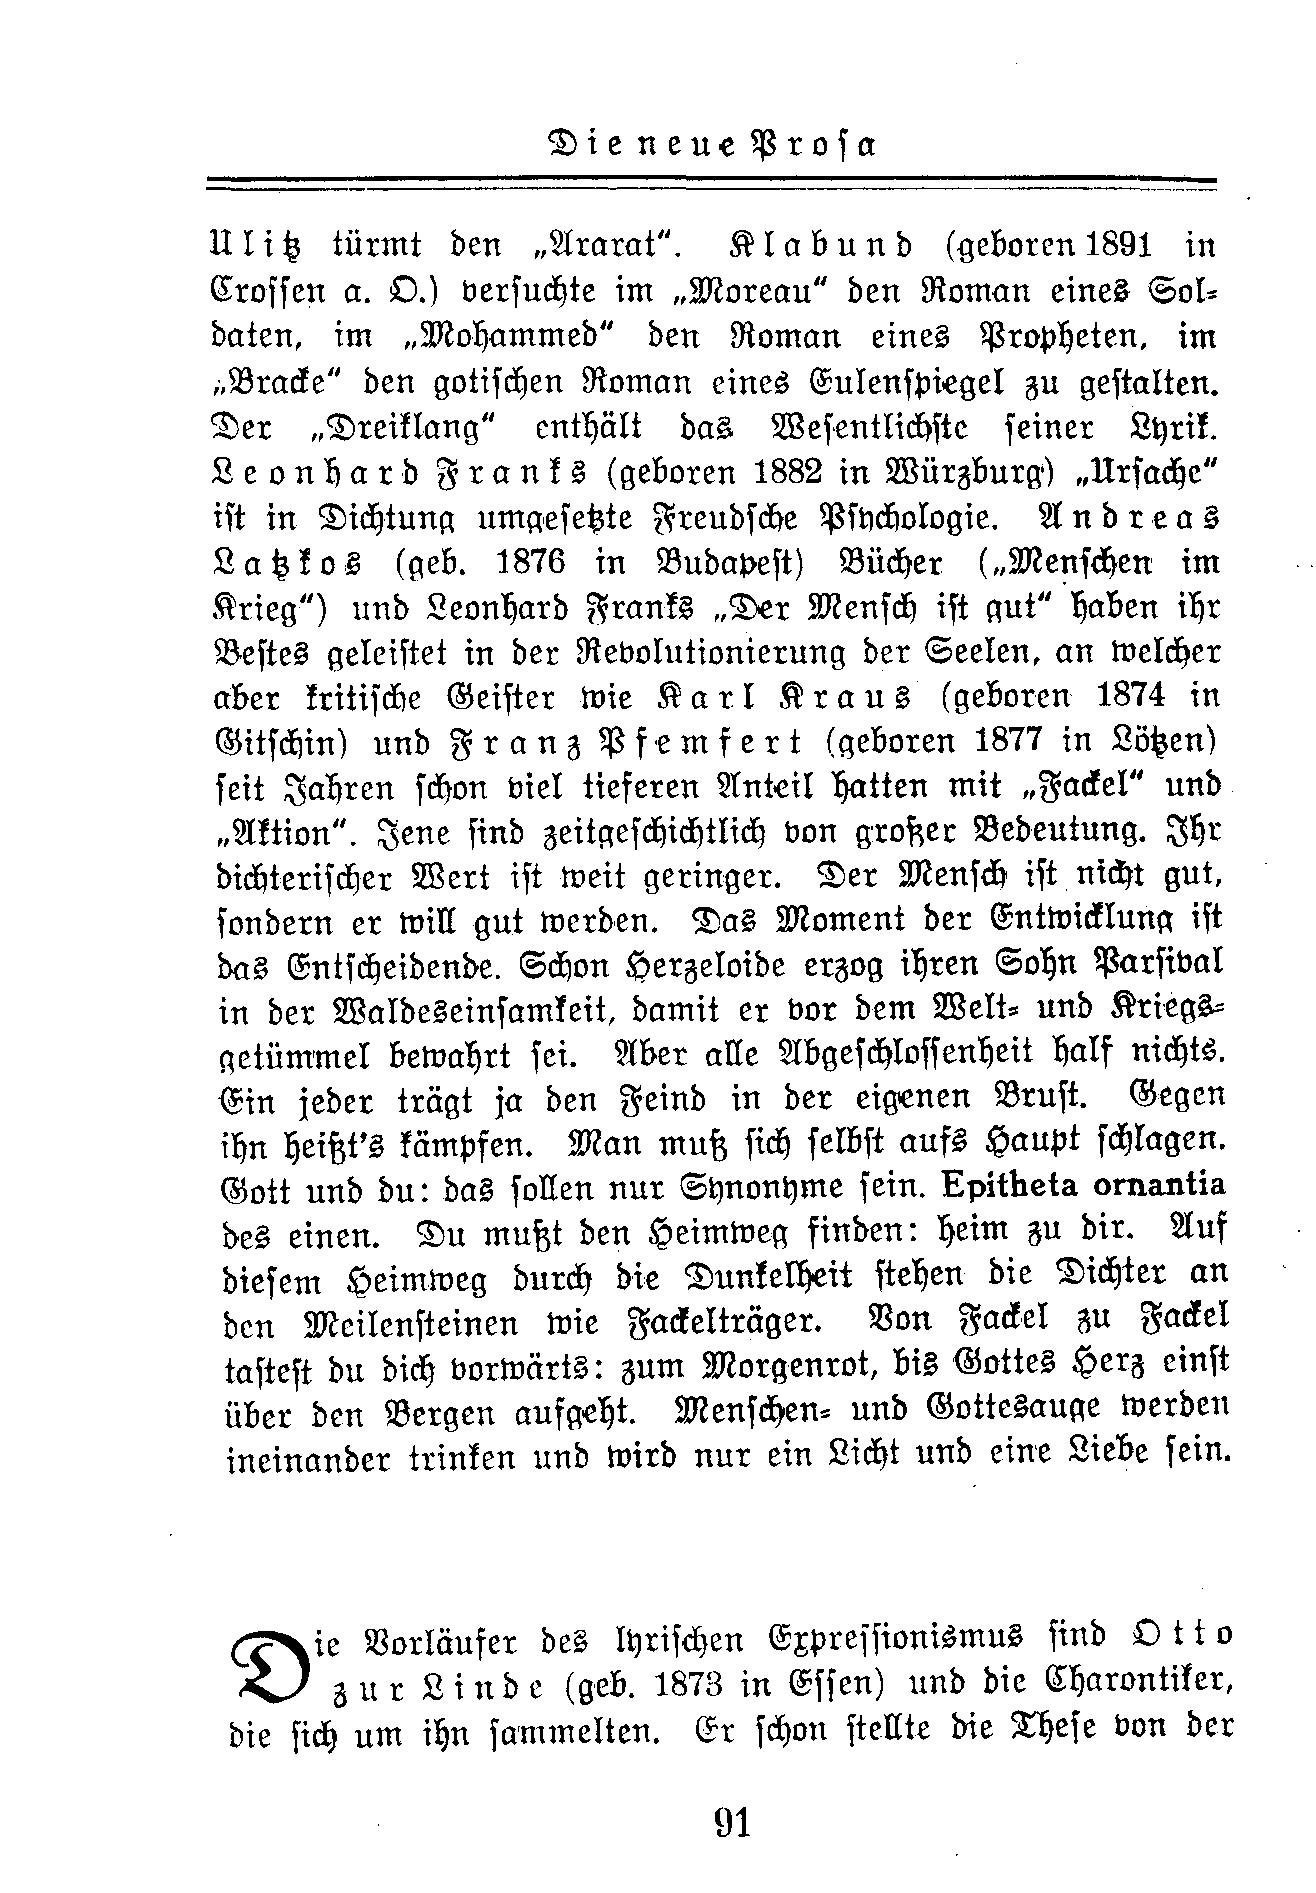 Die neue Prosa
Ulitz türmt den „Ararat“. Klabund (geboren 1891 in
Crossen a. O.) versuchte im „Moreau“ den Roman eines Sol-
daten, im „Mohammed“ den Roman eines Propheten, im
„Bracke“ den gotischen Roman eines Eulenspiegel zu gestalten.
Der „Dreiklang“ enthält das Wesentlichste seiner Lyrik.
Leonhard Franks (geboren 1882 in Würzburg) „Ursache“
ist in Dichtung umgesetzte Freudsche Psychologie. Andreas
Latzkos (geb. 1876 in Budapest) Bücher („Menschen im
Krieg“) und Leonhard Franks „Der Mensch ist gut“ haben ihr
Bestes geleistet in der Revolutionierung der Seelen, an welcher
aber kritische Geister wie Karl Kraus (geboren 1874 in
Gitschin) und Franz Pfemfert (geboren 1877 in Lötzen)
seit Jahren schon viel tieferen Anteil hatten mit „Fackel“ und
„Aktion“. Jene sind zeitgeschichtlich von großer Bedeutung. Ihr
dichterischer Wert ist weit geringer. Der Mensch ist nicht gut,
sondern er will gut werden. Das Moment der Entwicklung ist
das Entscheidende. Schon Herzeloide erzog ihren Sohn Parsival
in der Waldeseinsamkeit, damit er vor dem Welt- und Kriegs-
getümmel bewahrt sei. Aber alle Abgeschlossenheit half nichts.
Ein jeder trägt ja den Feind in der eigenen Brust. Gegen
ihn heißt's kämpfen. Man muß sich selbst aufs Haupt schlagen.
Gott und du: das sollen nur Synonyme sein. Epitheta ornantia
des einen. Du mußt den Heimweg finden: heim zu dir. Auf
diesem Heimweg durch die Dunkelheit stehen die Dichter an
den Meilensteinen wie Fackelträger. Von Fackel zu Fackel
tastest du dich vorwärts: zum Morgenrot, bis Gottes Herz einst
über den Bergen aufgeht. Menschen- und Gottesauge werden
ineinander trinken und wird nur ein Licht und eine Liebe sein.
Die Vorläufer des lyrischen Expressionismus sind Otto
zur Linde (geb. 1873 in Essen) und die Charontiker,
die sich um ihn sammelten. Er schon stellte die These von der
91